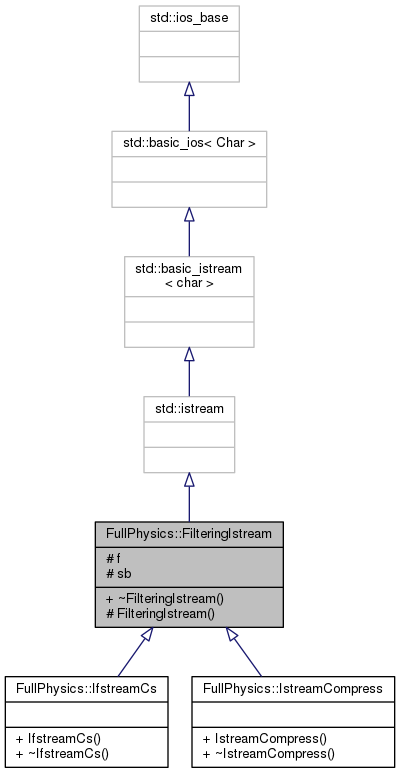 std::ios_base
std::basic_ios< Char >
std::basic_istream
< char >
std::istream
FullPhysics::FilteringIstream
# f
# sb
+ ~FilteringIstream()
# FilteringIstream()
FullPhysics::IfstreamCs
+ IfstreamCs()
+ ~IfstreamCs()
FullPhysics::IstreamCompress
+ IstreamCompress()
+ ~IstreamCompress()